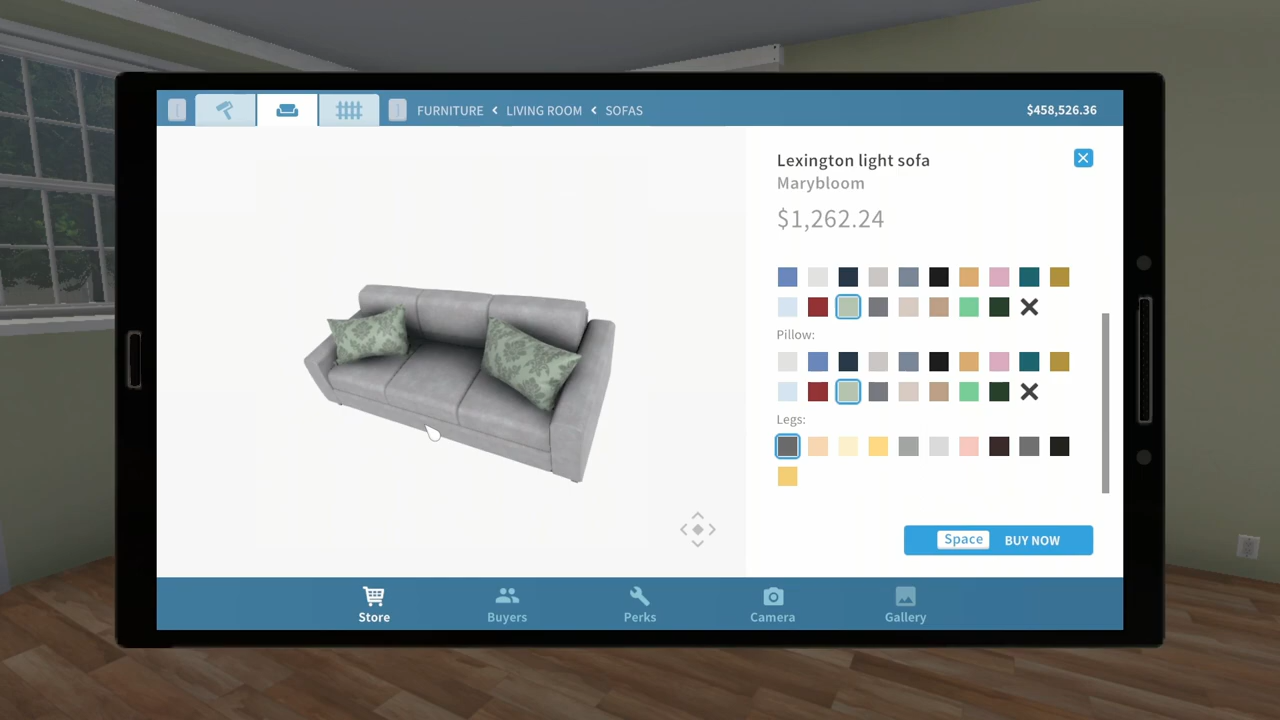 FURNITURE < LIVING ROOM < SOFAS
$458,526.36
Lexington light sofa
Marybloom
$1,262.24
Pillow:
Legs:
Space BUY NOW
Store
Buyers
Perks
Camera
Gallery